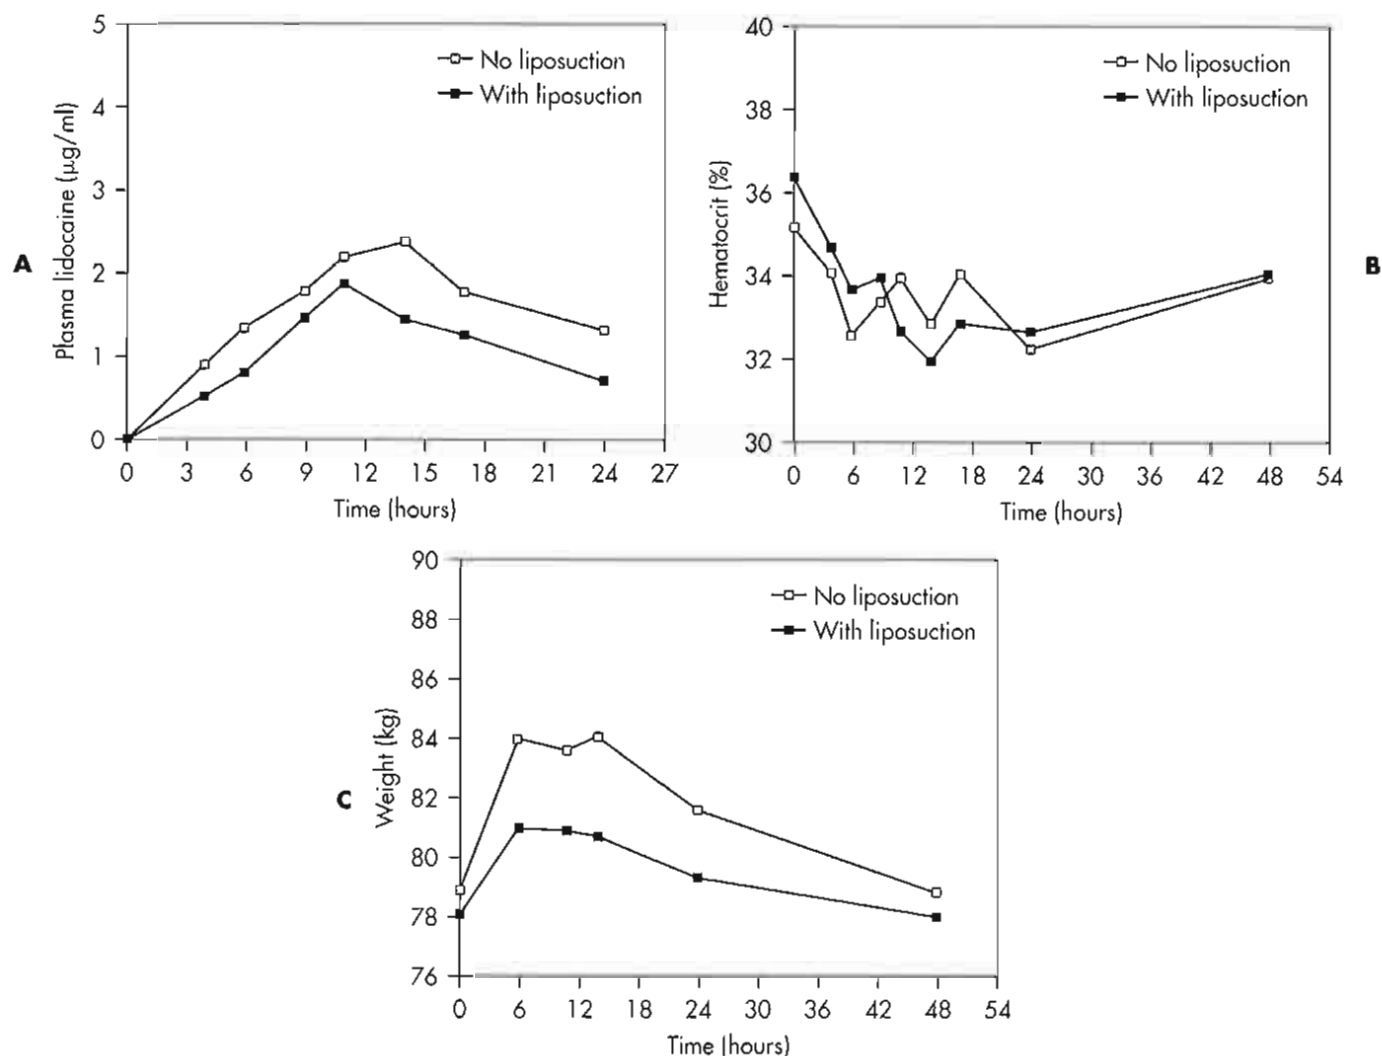 A
Plasma lidocaine (µg/ml)
5
4
3
2
1
0
No liposuction
With liposuction
0 3 6 9 12 15 18 21 24 27
Time (hours)
B
Hematocrit (%)
40
38
36
34
32
30
No liposuction
With liposuction
0 6 12 18 24 30 36 42 48 54
Time (hours)
C
Weight (kg)
90
88
86
84
82
80
78
76
No liposuction
With liposuction
0 6 12 18 24 30 36 42 48 54
Time (hours)